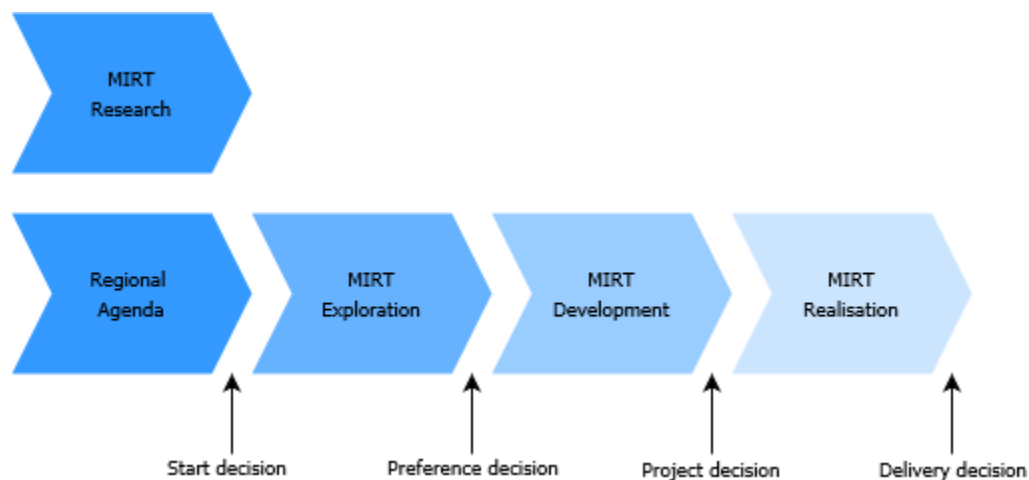 MIRT
Research
Regional
Agenda
MIRT
Exploration
MIRT
Development
MIRT
Realisation
Start decision
Preference decision
Project decision
Delivery decision